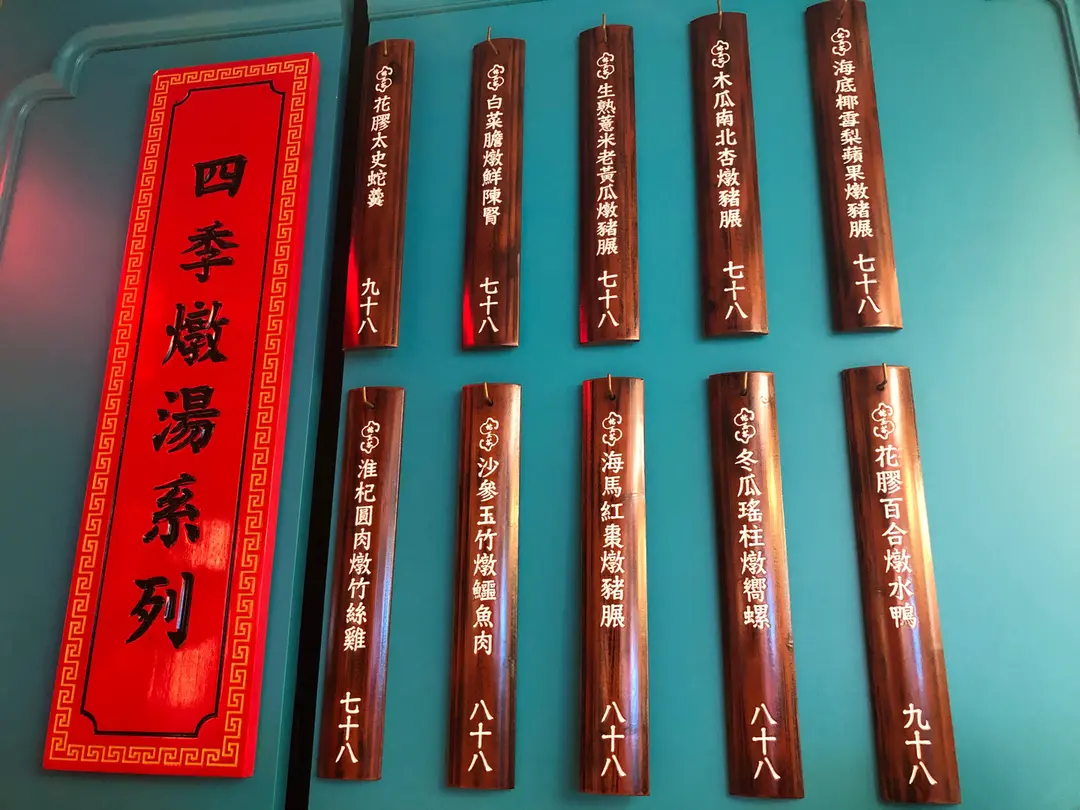 四季燉湯系列
花膠太史蛇羹
九十八
白菜膽燉鮮陳腎
七十八
生熟薏米老黃瓜燉豬𦟌
七十八
木瓜南北杏燉豬𦟌
七十八
海底椰雪梨蘋果燉豬𦟌
七十八
淮杞圓肉燉竹絲雞
七十八
沙參玉竹燉鱷魚肉
八十八
海馬紅棗燉豬𦟌
八十八
冬瓜瑤柱燉嚮螺
八十八
花膠百合燉水鴨
九十八